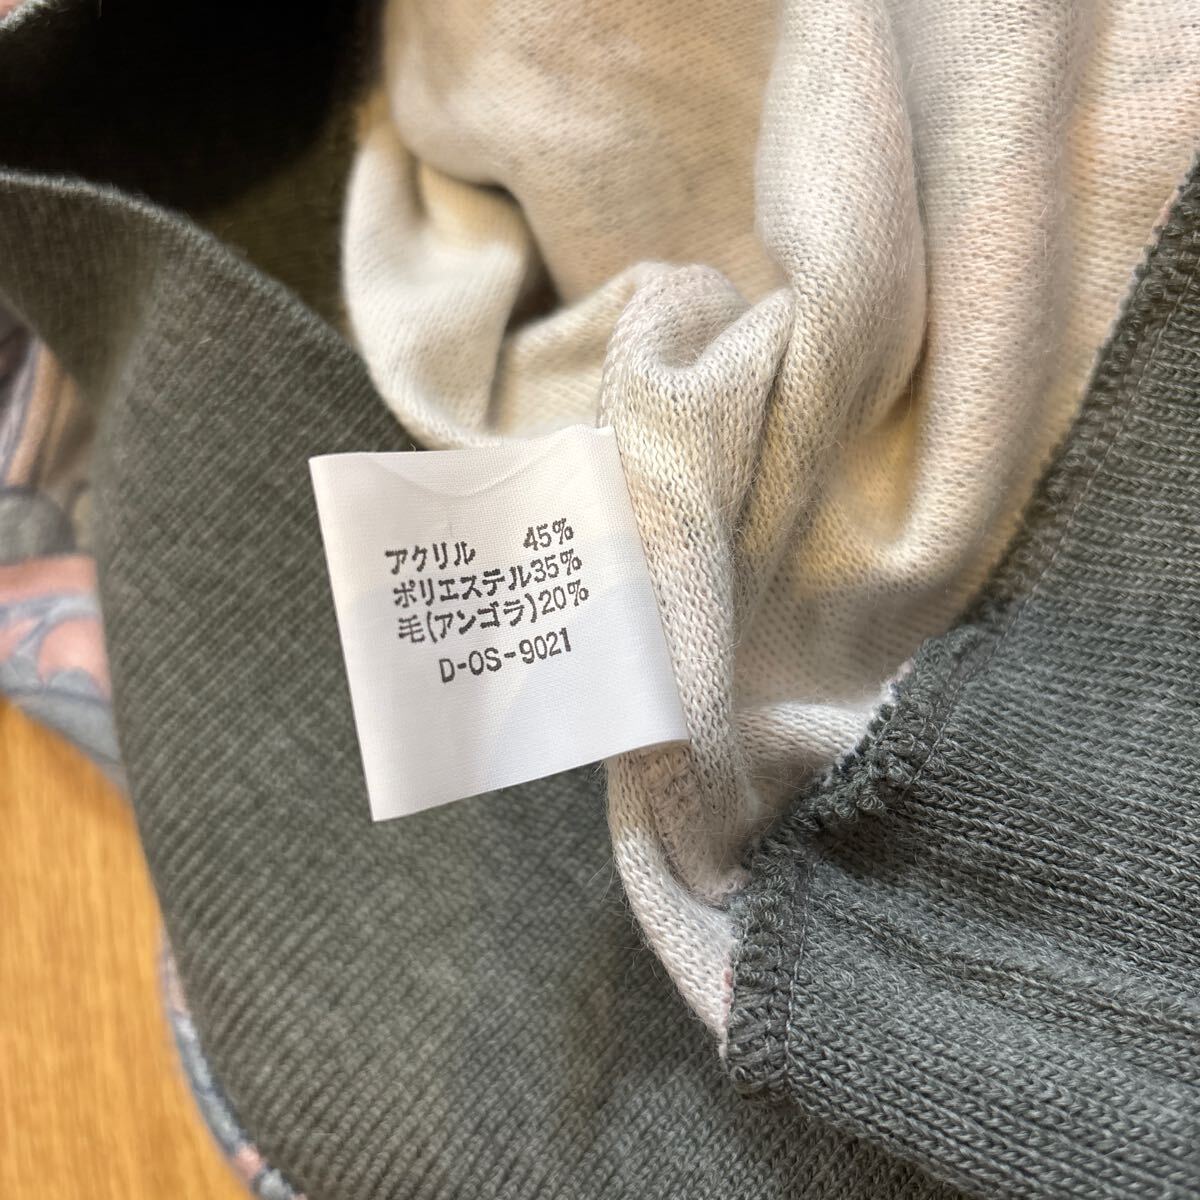 アクリル 45%
ポリエステル35%
毛(アンゴラ)20%
D-OS-9021